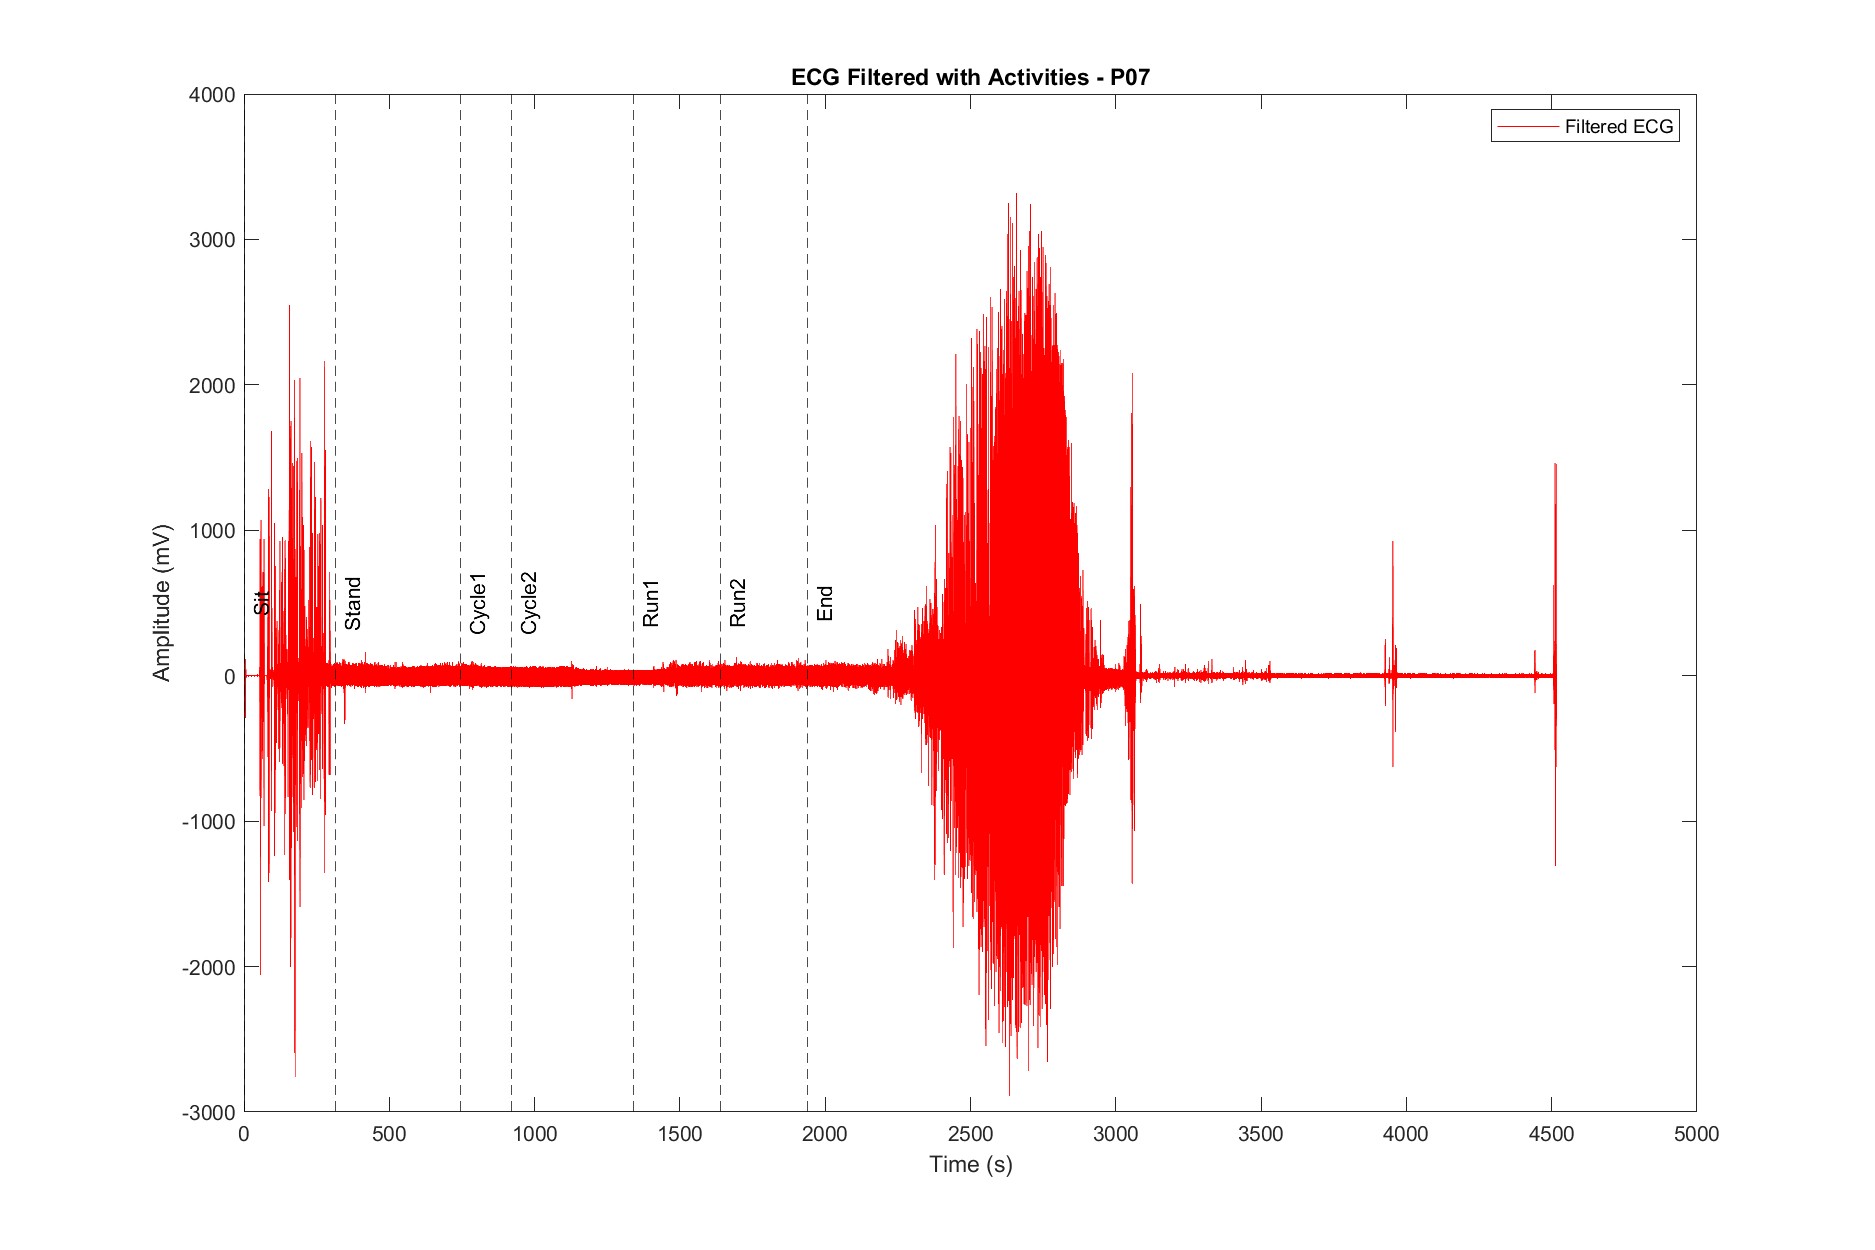 ECG Filtered with Activities - P07
Filtered ECG
4000
3000
2000
1000
0
-1000
-2000
-3000
Amplitude (mV)
Sit
Stand
Cycle1
Cycle2
Run1
Run2
End
0 500 1000 1500 2000 2500 3000 3500 4000 4500 5000
Time (s)